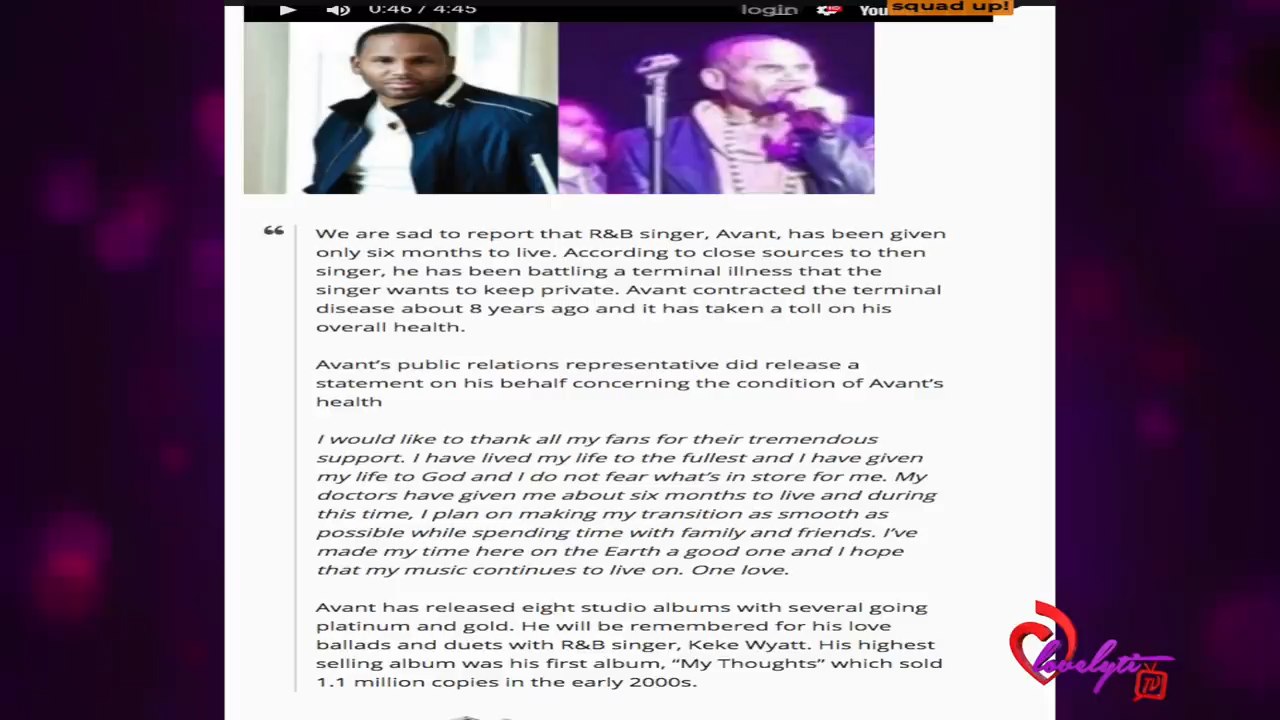 0:46 / 4:45
login
You
squad up!
“
We are sad to report that R&B singer, Avant, has been given
only six months to live. According to close sources to then
singer, he has been battling a terminal illness that the
singer wants to keep private. Avant contracted the terminal
disease about 8 years ago and it has taken a toll on his
overall health.
Avant’s public relations representative did release a
statement on his behalf concerning the condition of Avant’s
health
I would like to thank all my fans for their tremendous
support. I have lived my life to the fullest and I have given
my life to God and I do not fear what’s in store for me. My
doctors have given me about six months to live and during
this time, I plan on making my transition as smooth as
possible while spending time with family and friends. I’ve
made my time here on the Earth a good one and I hope
that my music continues to live on. One love.
Avant has released eight studio albums with several going
platinum and gold. He will be remembered for his love
ballads and duets with R&B singer, Keke Wyatt. His highest
selling album was his first album, “My Thoughts” which sold
1.1 million copies in the early 2000s.
lovelyti
TV